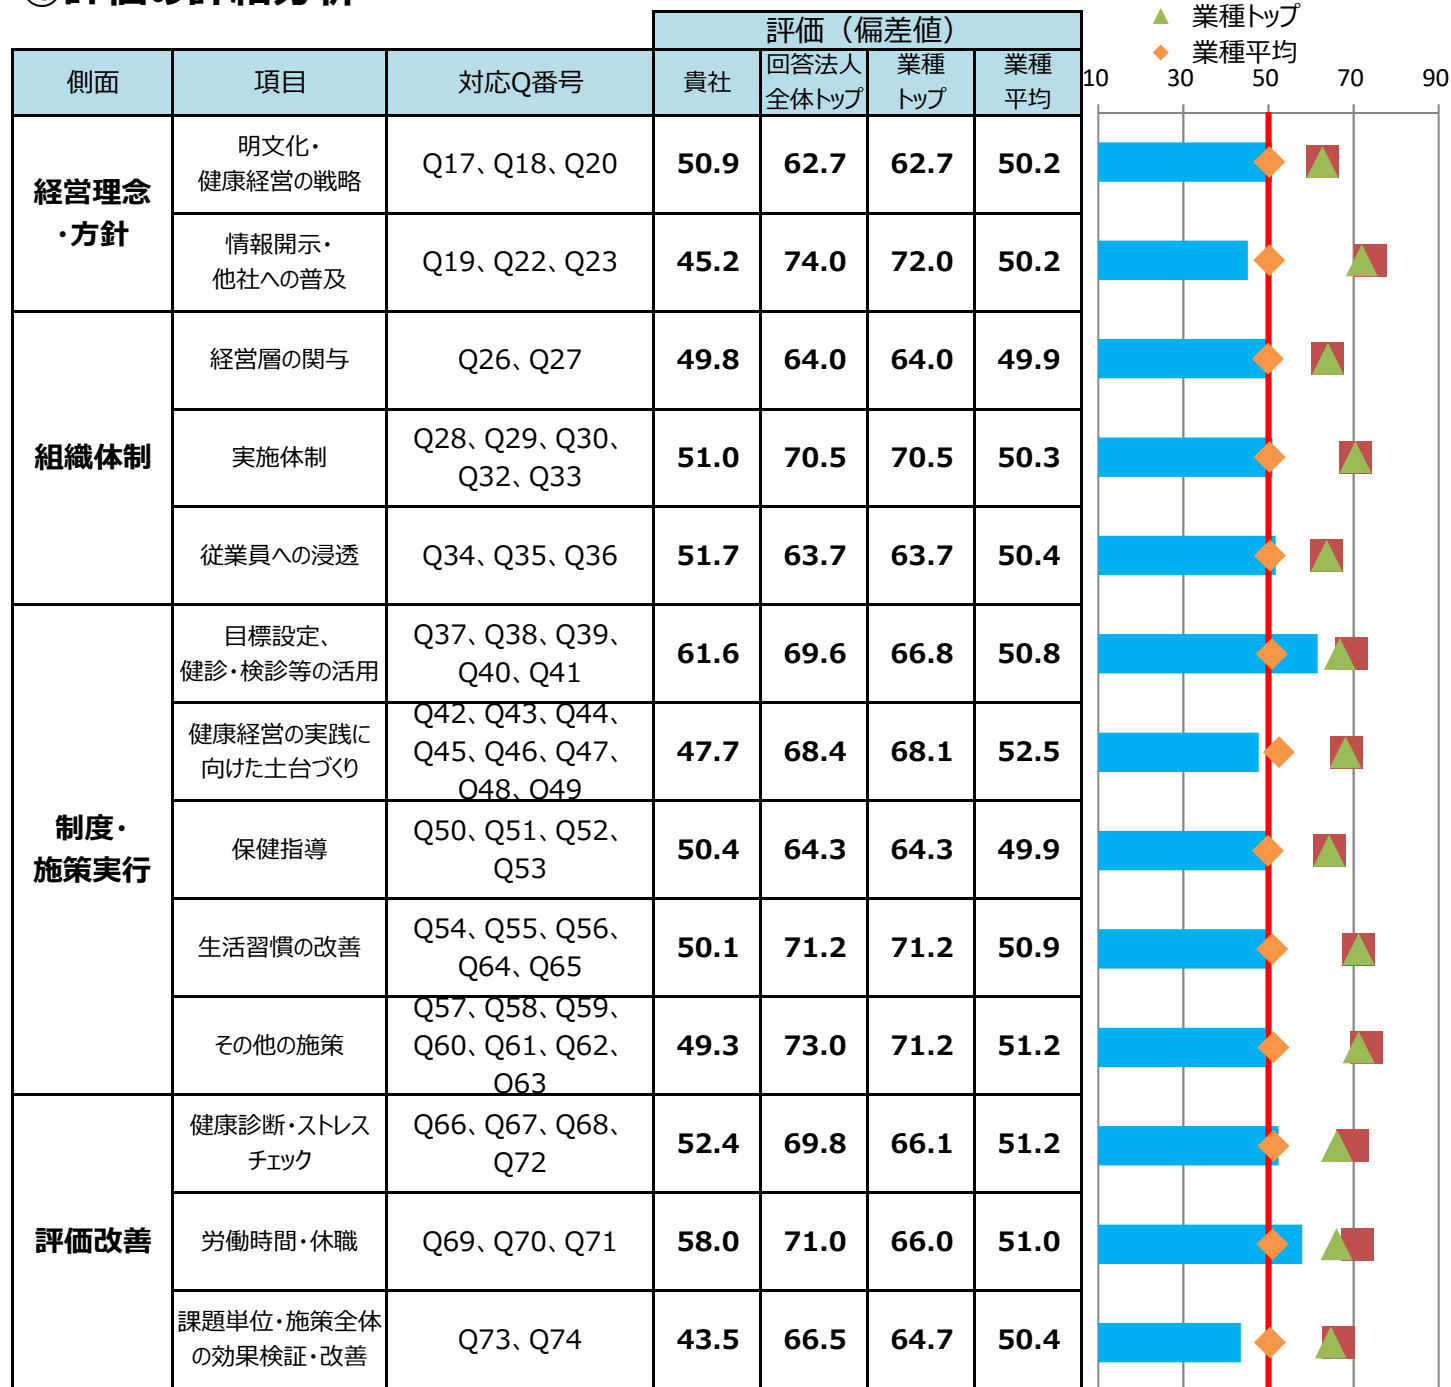 評価の詳細分析
評価（偏差値）
側面 項目 対応Q番号 貴社 回答法人全体トップ 業種トップ 業種平均
▲ 業種トップ
◆ 業種平均
10 30 50 70 90
経営理念・方針
明文化・健康経営の戦略 Q17、Q18、Q20 50.9 62.7 62.7 50.2
情報開示・他社への普及 Q19、Q22、Q23 45.2 74.0 72.0 50.2
組織体制
経営層の関与 Q26、Q27 49.8 64.0 64.0 49.9
実施体制 Q28、Q29、Q30、Q32、Q33 51.0 70.5 70.5 50.3
従業員への浸透 Q34、Q35、Q36 51.7 63.7 63.7 50.4
制度・施策実行
目標設定、健診・検診等の活用 Q37、Q38、Q39、Q40、Q41 61.6 69.6 66.8 50.8
健康経営の実践に向けた土台づくり Q42、Q43、Q44、Q45、Q46、Q47、Q48、Q49 47.7 68.4 68.1 52.5
保健指導 Q50、Q51、Q52、Q53 50.4 64.3 64.3 49.9
生活習慣の改善 Q54、Q55、Q56、Q64、Q65 50.1 71.2 71.2 50.9
その他の施策 Q57、Q58、Q59、Q60、Q61、Q62、Q63 49.3 73.0 71.2 51.2
評価改善
健康診断・ストレスチェック Q66、Q67、Q68、Q72 52.4 69.8 66.1 51.2
労働時間・休職 Q69、Q70、Q71 58.0 71.0 66.0 51.0
課題単位・施策全体の効果検証・改善 Q73、Q74 43.5 66.5 64.7 50.4